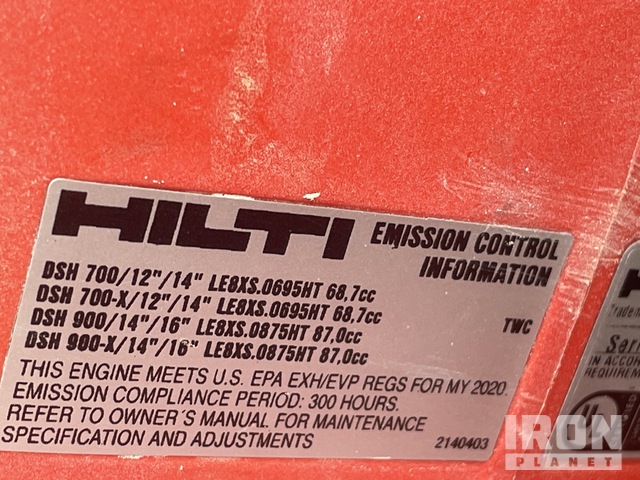 HILTI
EMISSION CONTROL
INFORMATION
DSH 700/12"/14" LE8XS.0695HT 68,7cc
DSH 700-X/12"/14" LE8XS.0695HT 68,7cc
DSH 900/14"/16" LE8XS.0875HT 87,0cc
DSH 900-X/14"/16" LE8XS.0875HT 87,0cc
TWC
THIS ENGINE MEETS U.S. EPA EXH/EVP REGS FOR MY 2020.
EMISSION COMPLIANCE PERIOD: 300 HOURS.
REFER TO OWNER'S MANUAL FOR MAINTENANCE
SPECIFICATION AND ADJUSTMENTS
2140403
IN ACCOR
REQUIREMEN
IRON
PLANET